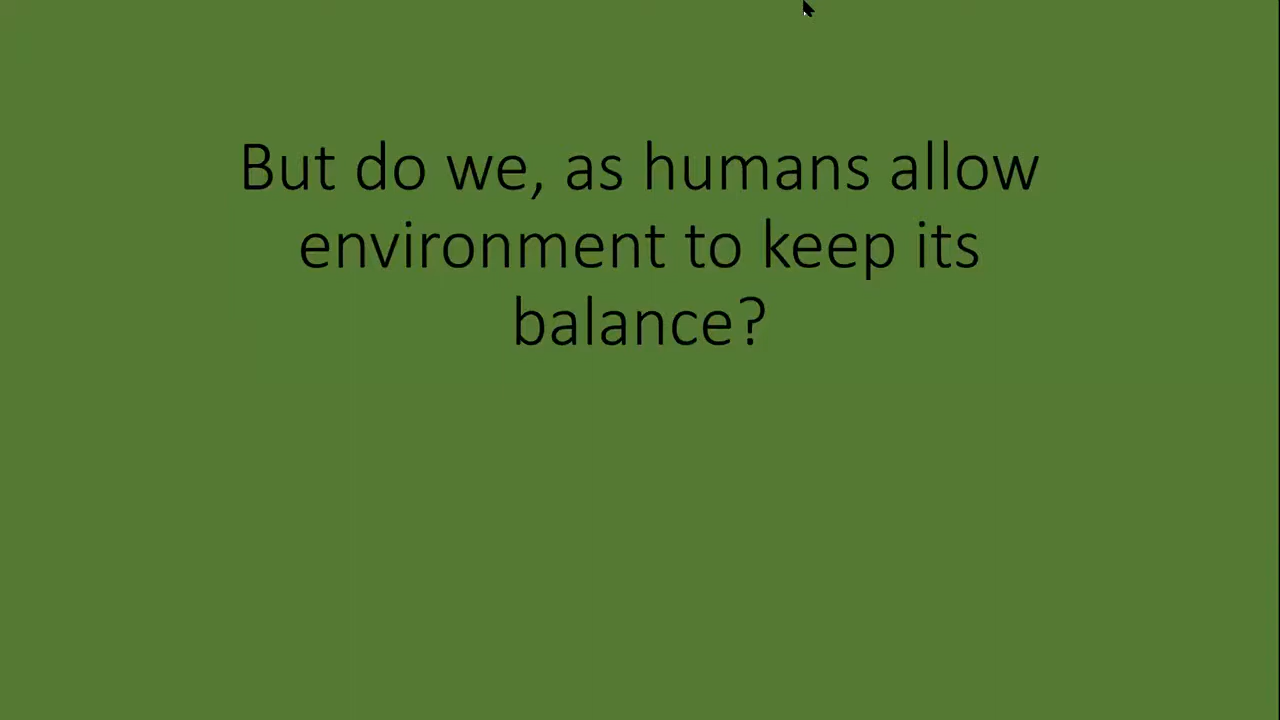 But do we, as humans allow
environment to keep its
balance?